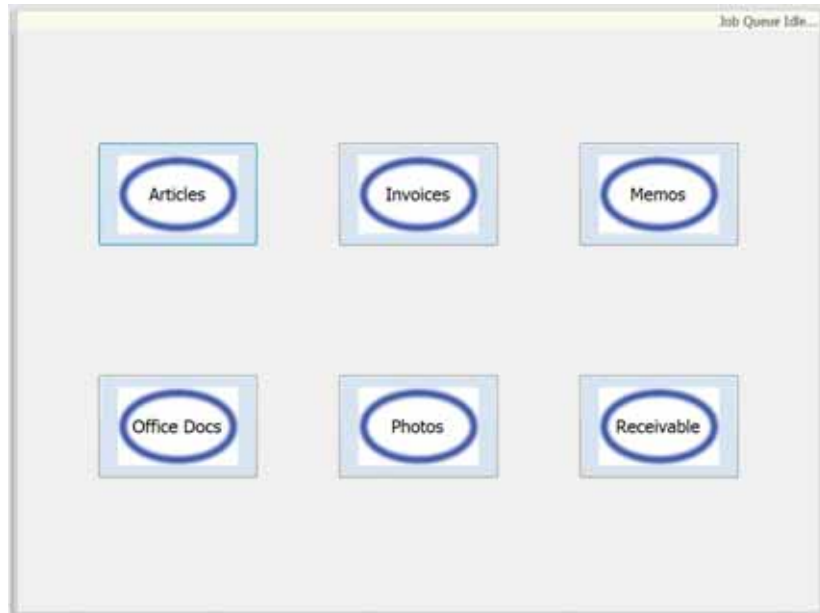 Job Queue Idle...
Articles
Invoices
Memos
Office Docs
Photos
Receivable